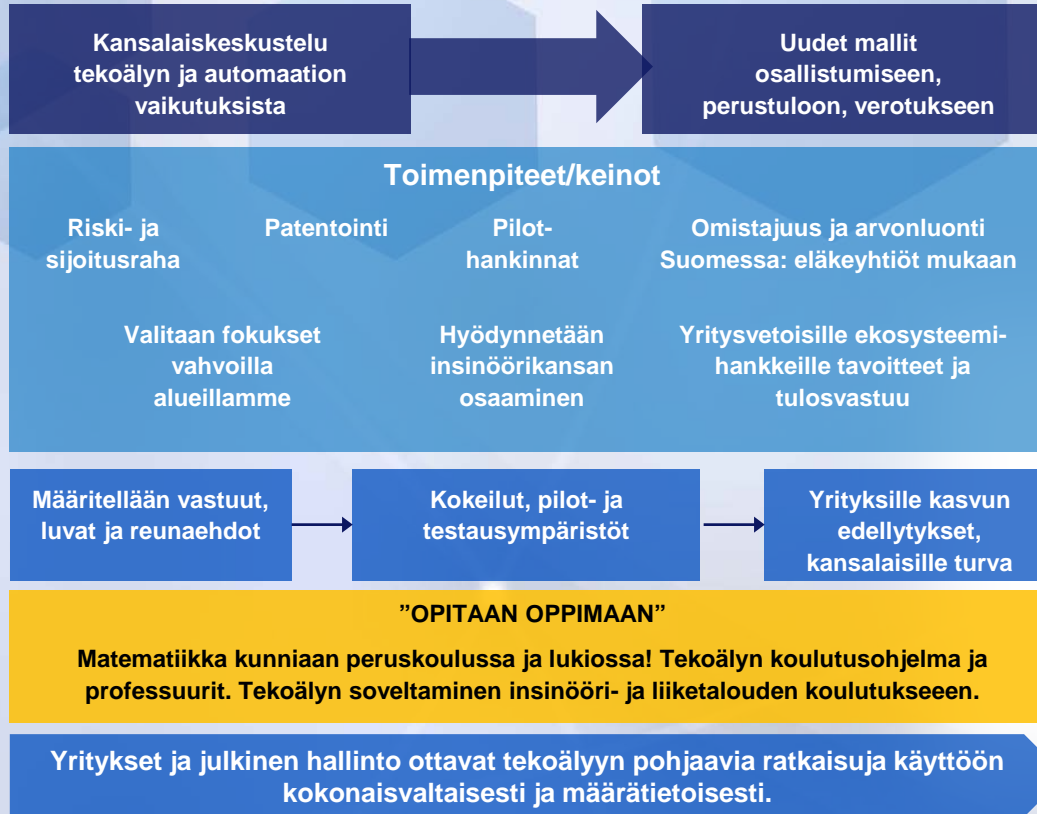 Kansalaiskeskustelu
tekoälyn ja automaation
vaikutuksista
Uudet mallit
osallistumiseen,
perustuloon, verotukseen
Toimenpiteet/keinot
Riski- ja
sijoitusraha
Patentointi
Pilot-
hankinnat
Omistajuus ja arvonluonti
Suomessa: eläkeyhtiöt mukaan
Valitaan fokukset
vahvoilla
alueillamme
Hyödynnetään
insinöörikansan
osaaminen
Yritysvetoisille ekosysteemi-
hankkeille tavoitteet ja
tulosvastuu
Määritellään vastuut,
luvat ja reunaehdot
Kokeilut, pilot- ja
testausympäristöt
Yrityksille kasvun
edellytykset,
kansalaisille turva
”OPITAAN OPPIMAAN”
Matematiikka kunniaan peruskoulussa ja lukiossa! Tekoälyn koulutusohjelma ja
professuurit. Tekoälyn soveltaminen insinööri- ja liiketalouden koulutukseeen.
Yritykset ja julkinen hallinto ottavat tekoälyyn pohjaavia ratkaisuja käyttöön
kokonaisvaltaisesti ja määrätietoisesti.